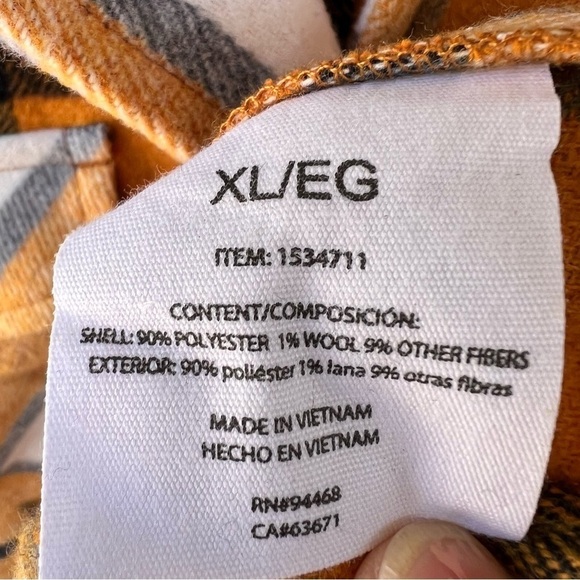 XL/EG
ITEM: 1534711
CONTENT/COMPOSICIÓN:
SHELL: 90% POLYESTER 1% WOOL 9% OTHER FIBERS
EXTERIOR: 90% poliéster 1% lana 9% otras fibras
MADE IN VIETNAM
HECHO EN VIETNAM
RN#94468
CA#63671